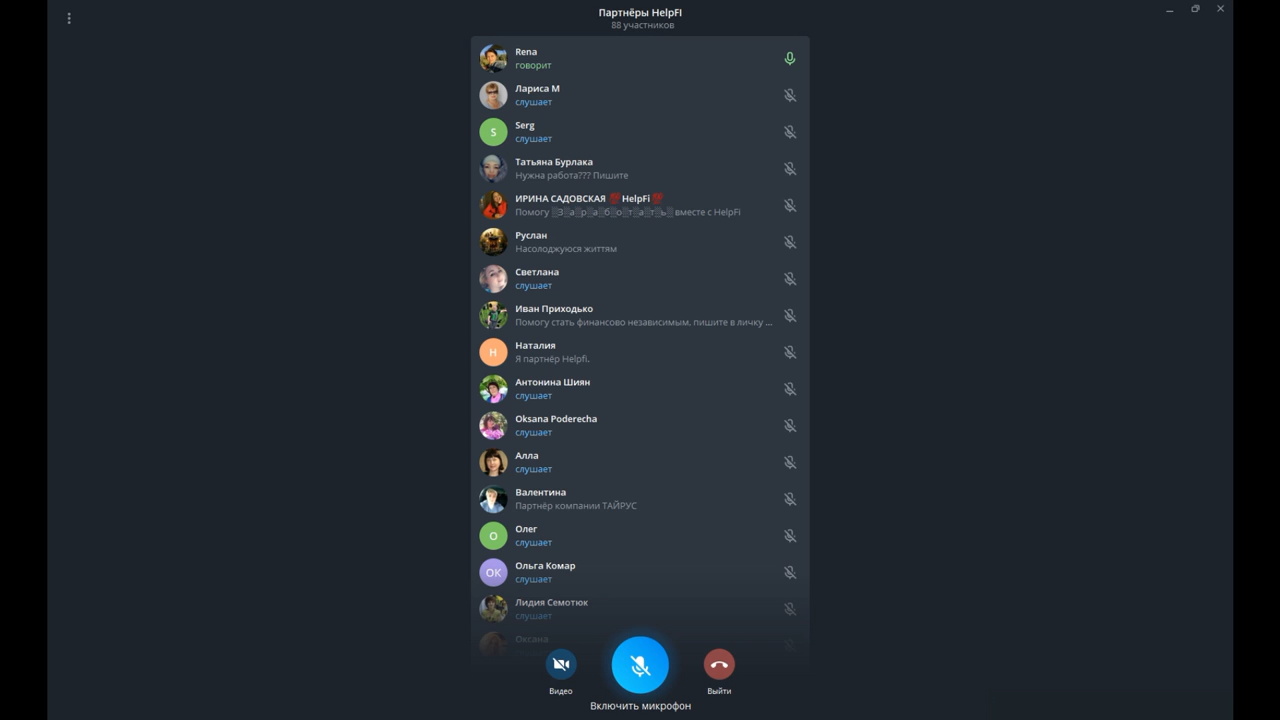 Партнёры HelpFI
88 участников
Rena
говорит
Лариса М
слушает
S
Serg
слушает
Татьяна Бурлака
Нужна работа??? Пишите
ИРИНА САДОВСКАЯ 💯HelpFi💯
Помогу ░З░а░р░а░б░о░т░а░т░ь░ вместе с HelpFi
Руслан
Насолоджуюся життям
Светлана
слушает
Иван Приходько
Помогу стать финансово независимым, пишите в личку ...
Н
Наталия
Я партнёр Helpfi.
Антонина Шиян
слушает
Oksana Poderecha
слушает
Алла
слушает
Валентина
Партнёр компании ТАЙРУС
О
Олег
слушает
ОК
Ольга Комар
слушает
Лидия Семотюк
слушает
Оксана
Видео
Выйти
Включить микрофон